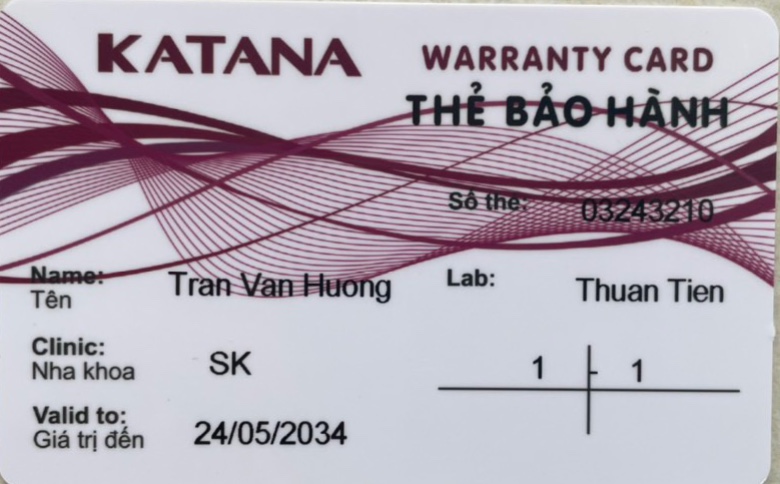 KATANA
WARRANTY CARD
THẺ BẢO HÀNH
Số thẻ: 03243210
Name: Tran Van Huong
Tên
Lab: Thuan Tien
Clinic: SK
Nha khoa
1 - 1
Valid to: 24/05/2034
Giá trị đến